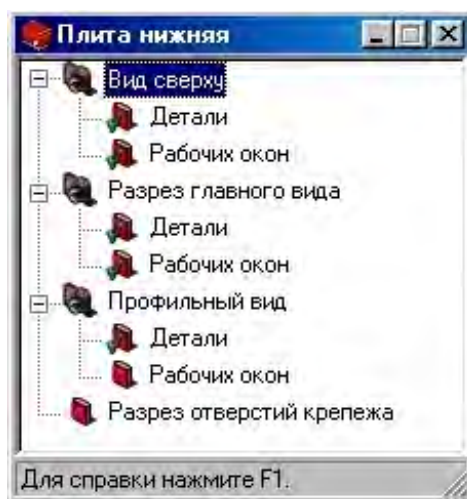 Плита нижняя
Вид сверху
Детали
Рабочих окон
Разрез главного вида
Детали
Рабочих окон
Профильный вид
Детали
Рабочих окон
Разрез отверстий крепежа
Для справки нажмите F1.